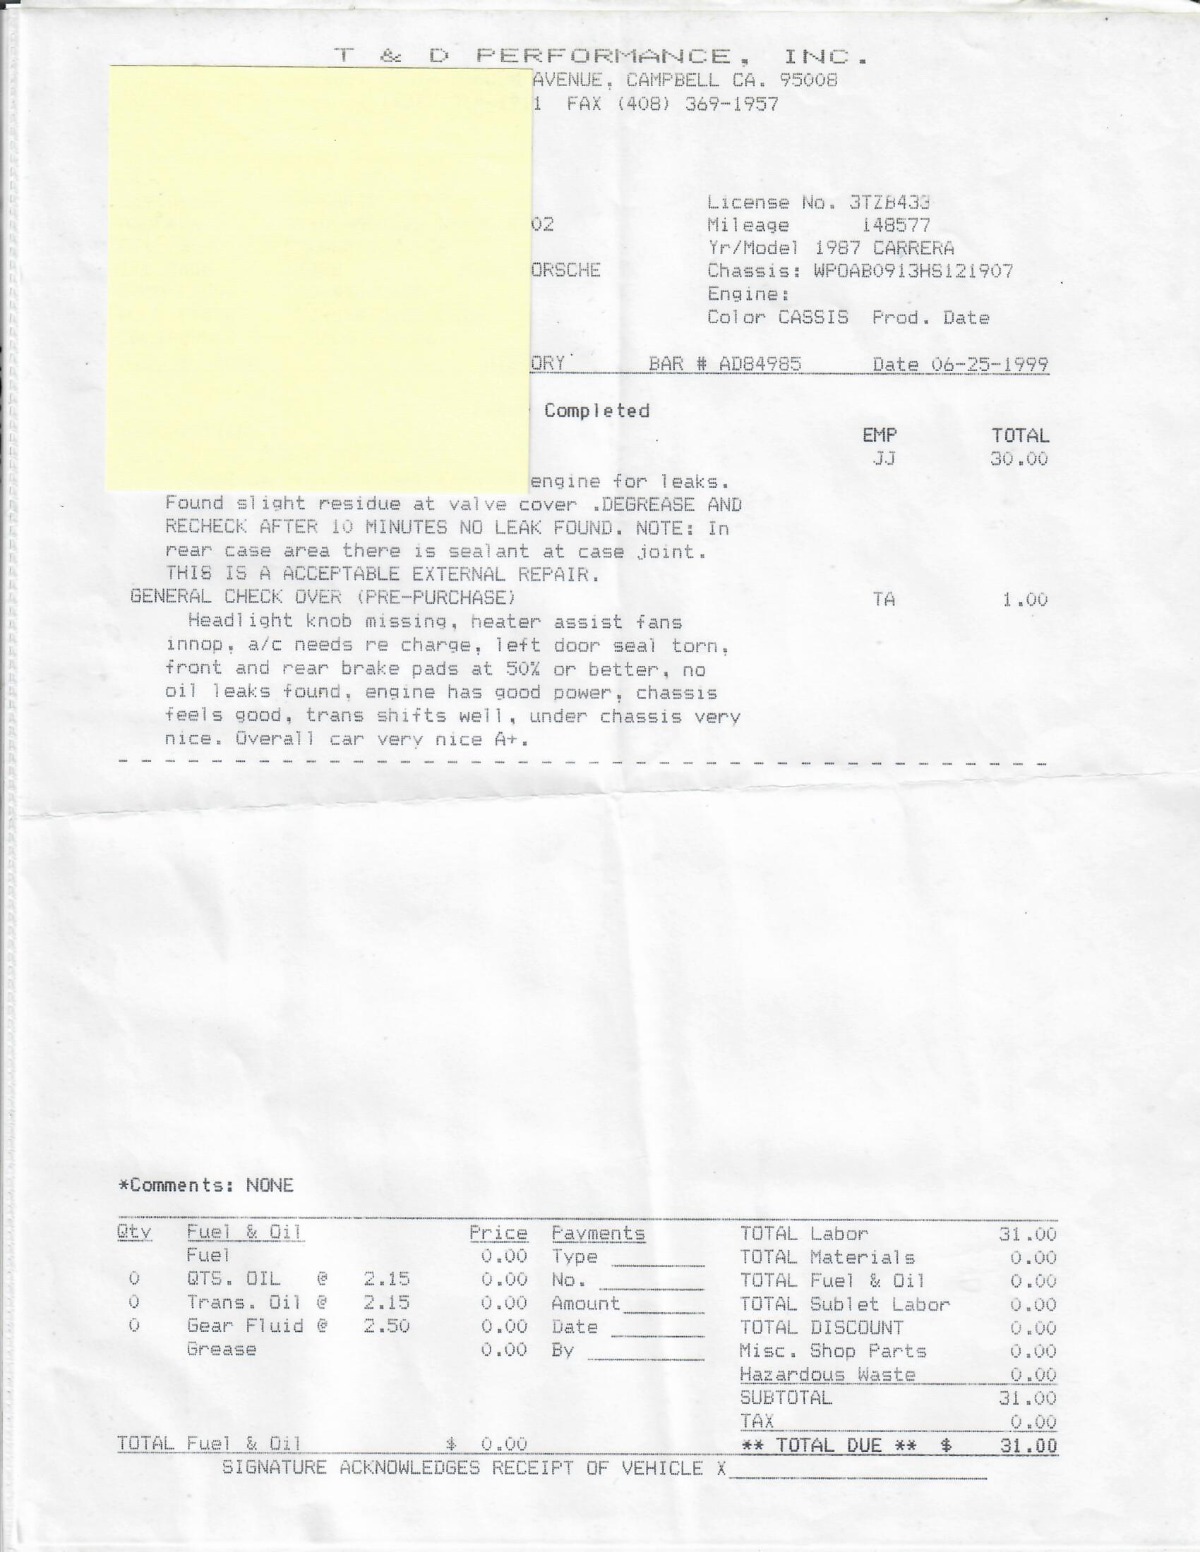 T & D PERFORMANCE, INC.
AVENUE, CAMPBELL CA. 95008
1 FAX (408) 369-1957
License No. 3TZB433
02 Mileage 148577
Yr/Model 1987 CARRERA
ORSCHE Chassis: WPOAB0913HS121907
Engine:
Color CASSIS Prod. Date
ORY BAR # AD84985 Date 06-25-1999
Completed
EMP TOTAL
JJ 30.00
engine for leaks.
Found slight residue at valve cover .DEGREASE AND
RECHECK AFTER 10 MINUTES NO LEAK FOUND. NOTE: In
rear case area there is sealant at case joint.
THIS IS A ACCEPTABLE EXTERNAL REPAIR.
GENERAL CHECK OVER (PRE-PURCHASE) TA 1.00
Headlight knob missing, heater assist fans
innop, a/c needs re charge, left door seal torn,
front and rear brake pads at 50% or better, no
oil leaks found, engine has good power, chassis
feels good, trans shifts well, under chassis very
nice. Overall car very nice A+.
*Comments: NONE
Qty Fuel & Oil Price Payments TOTAL Labor 31.00
Fuel 0.00 Type TOTAL Materials 0.00
0 QTS. OIL @ 2.15 0.00 No. TOTAL Fuel & Oil 0.00
0 Trans. Oil @ 2.15 0.00 Amount TOTAL Sublet Labor 0.00
0 Gear Fluid @ 2.50 0.00 Date TOTAL DISCOUNT 0.00
Grease 0.00 By Misc. Shop Parts 0.00
Hazardous Waste 0.00
SUBTOTAL 31.00
TAX 0.00
TOTAL Fuel & Oil $ 0.00 ** TOTAL DUE ** $ 31.00
SIGNATURE ACKNOWLEDGES RECEIPT OF VEHICLE X